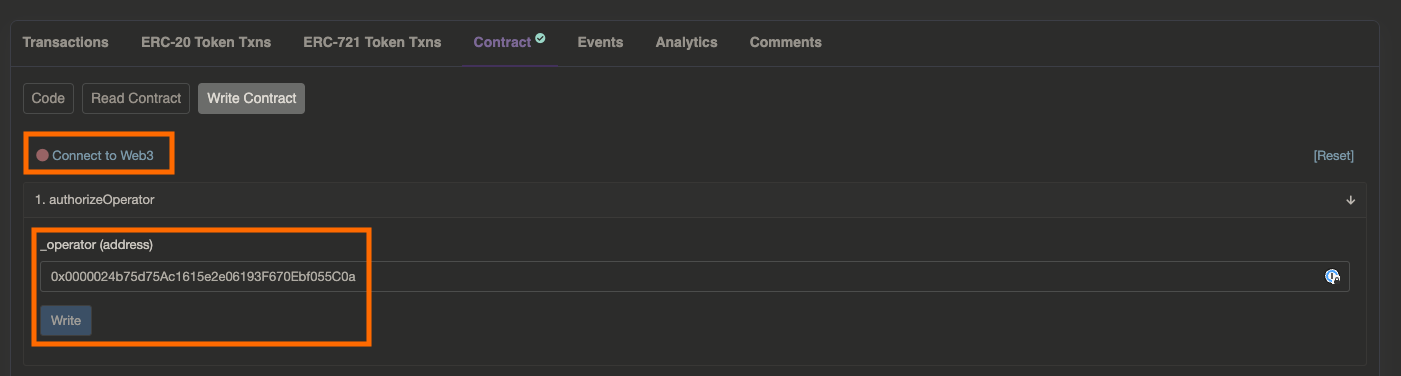 Transactions ERC-20 Token Txns ERC-721 Token Txns Contract Events Analytics Comments
Code Read Contract Write Contract
Connect to Web3 [Reset]
1. authorizeOperator
_operator (address)
0x0000024b75d75Ac1615e2e06193F670Ebf055C0a
Write